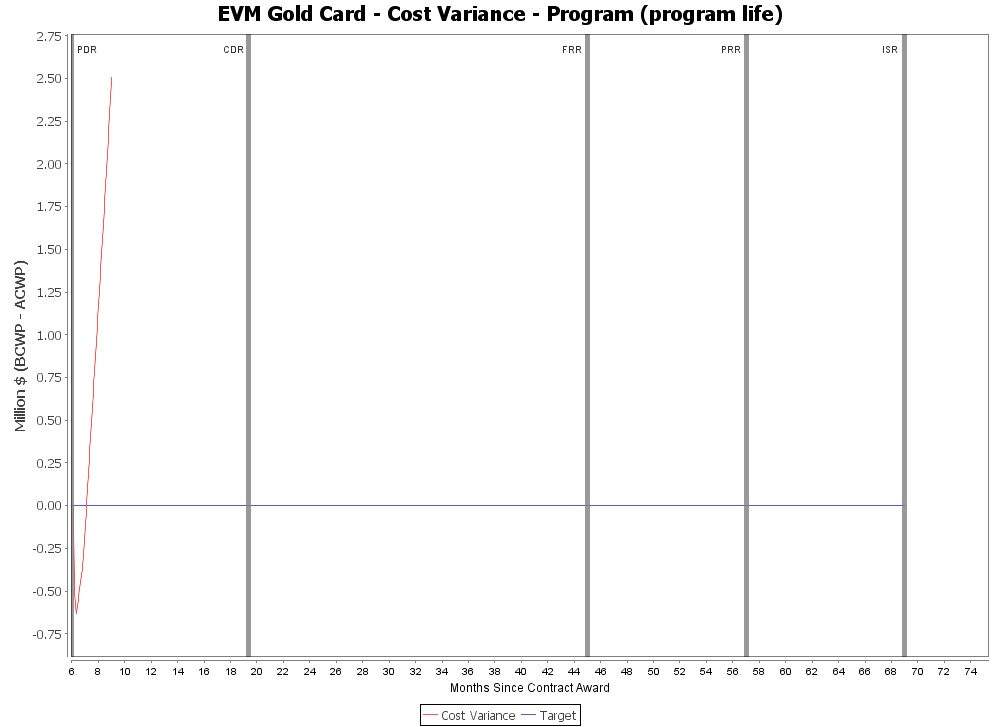 EVM Gold Card - Cost Variance - Program (program life)
2.75
2.50
2.25
2.00
1.75
1.50
1.25
1.00
0.75
0.50
0.25
0.00
-0.25
-0.50
-0.75
Million $ (BCWP - ACWP)
PDR CDR FRR PRR ISR
6 8 10 12 14 16 18 20 22 24 26 28 30 32 34 36 38 40 42 44 46 48 50 52 54 56 58 60 62 64 66 68 70 72 74
Months Since Contract Award
Cost Variance Target